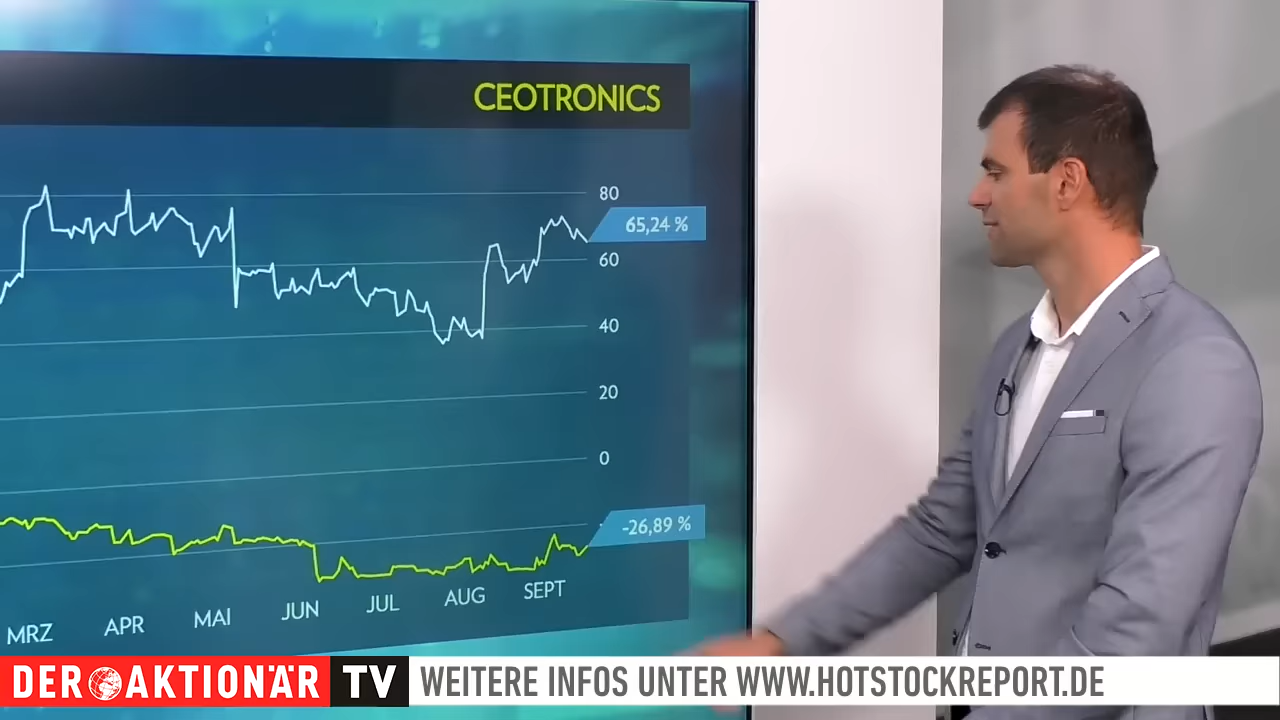 CEOTRONICS
80
65,24 %
60
40
20
0
-26,89 %
MRZ APR MAI JUN JUL AUG SEPT
DER AKTIONÄR TV WEITERE INFOS UNTER WWW.HOTSTOCKREPORT.DE